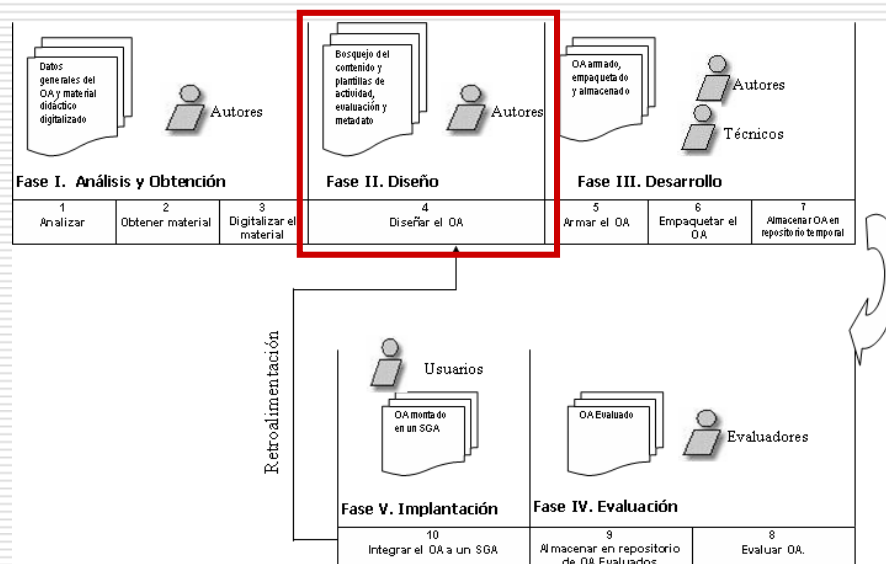 Datos
generales del
OA y material
didáctico
digitalizado
Autores
Fase I. Análisis y Obtención
1
Analizar
2
Obtener material
3
Digitalizar el
material
Bosquejo del
contenido y
plantillas de
actividad,
evaluación y
metadato
Autores
Fase II. Diseño
4
Diseñar el OA
OA armado,
empaquetado
y almacenado
Autores
Técnicos
Fase III. Desarrollo
5
Armar el OA
6
Empaquetar el
OA
7
Almacenar OA en
repositorio temporal
Retroalimentación
Usuarios
OA montado
en un SGA
Fase V. Implantación
10
Integrar el OA a un SGA
OA Evaluado
Evaluadores
Fase IV. Evaluación
9
Almacenar en repositorio
de OA Evaluados
8
Evaluar OA.